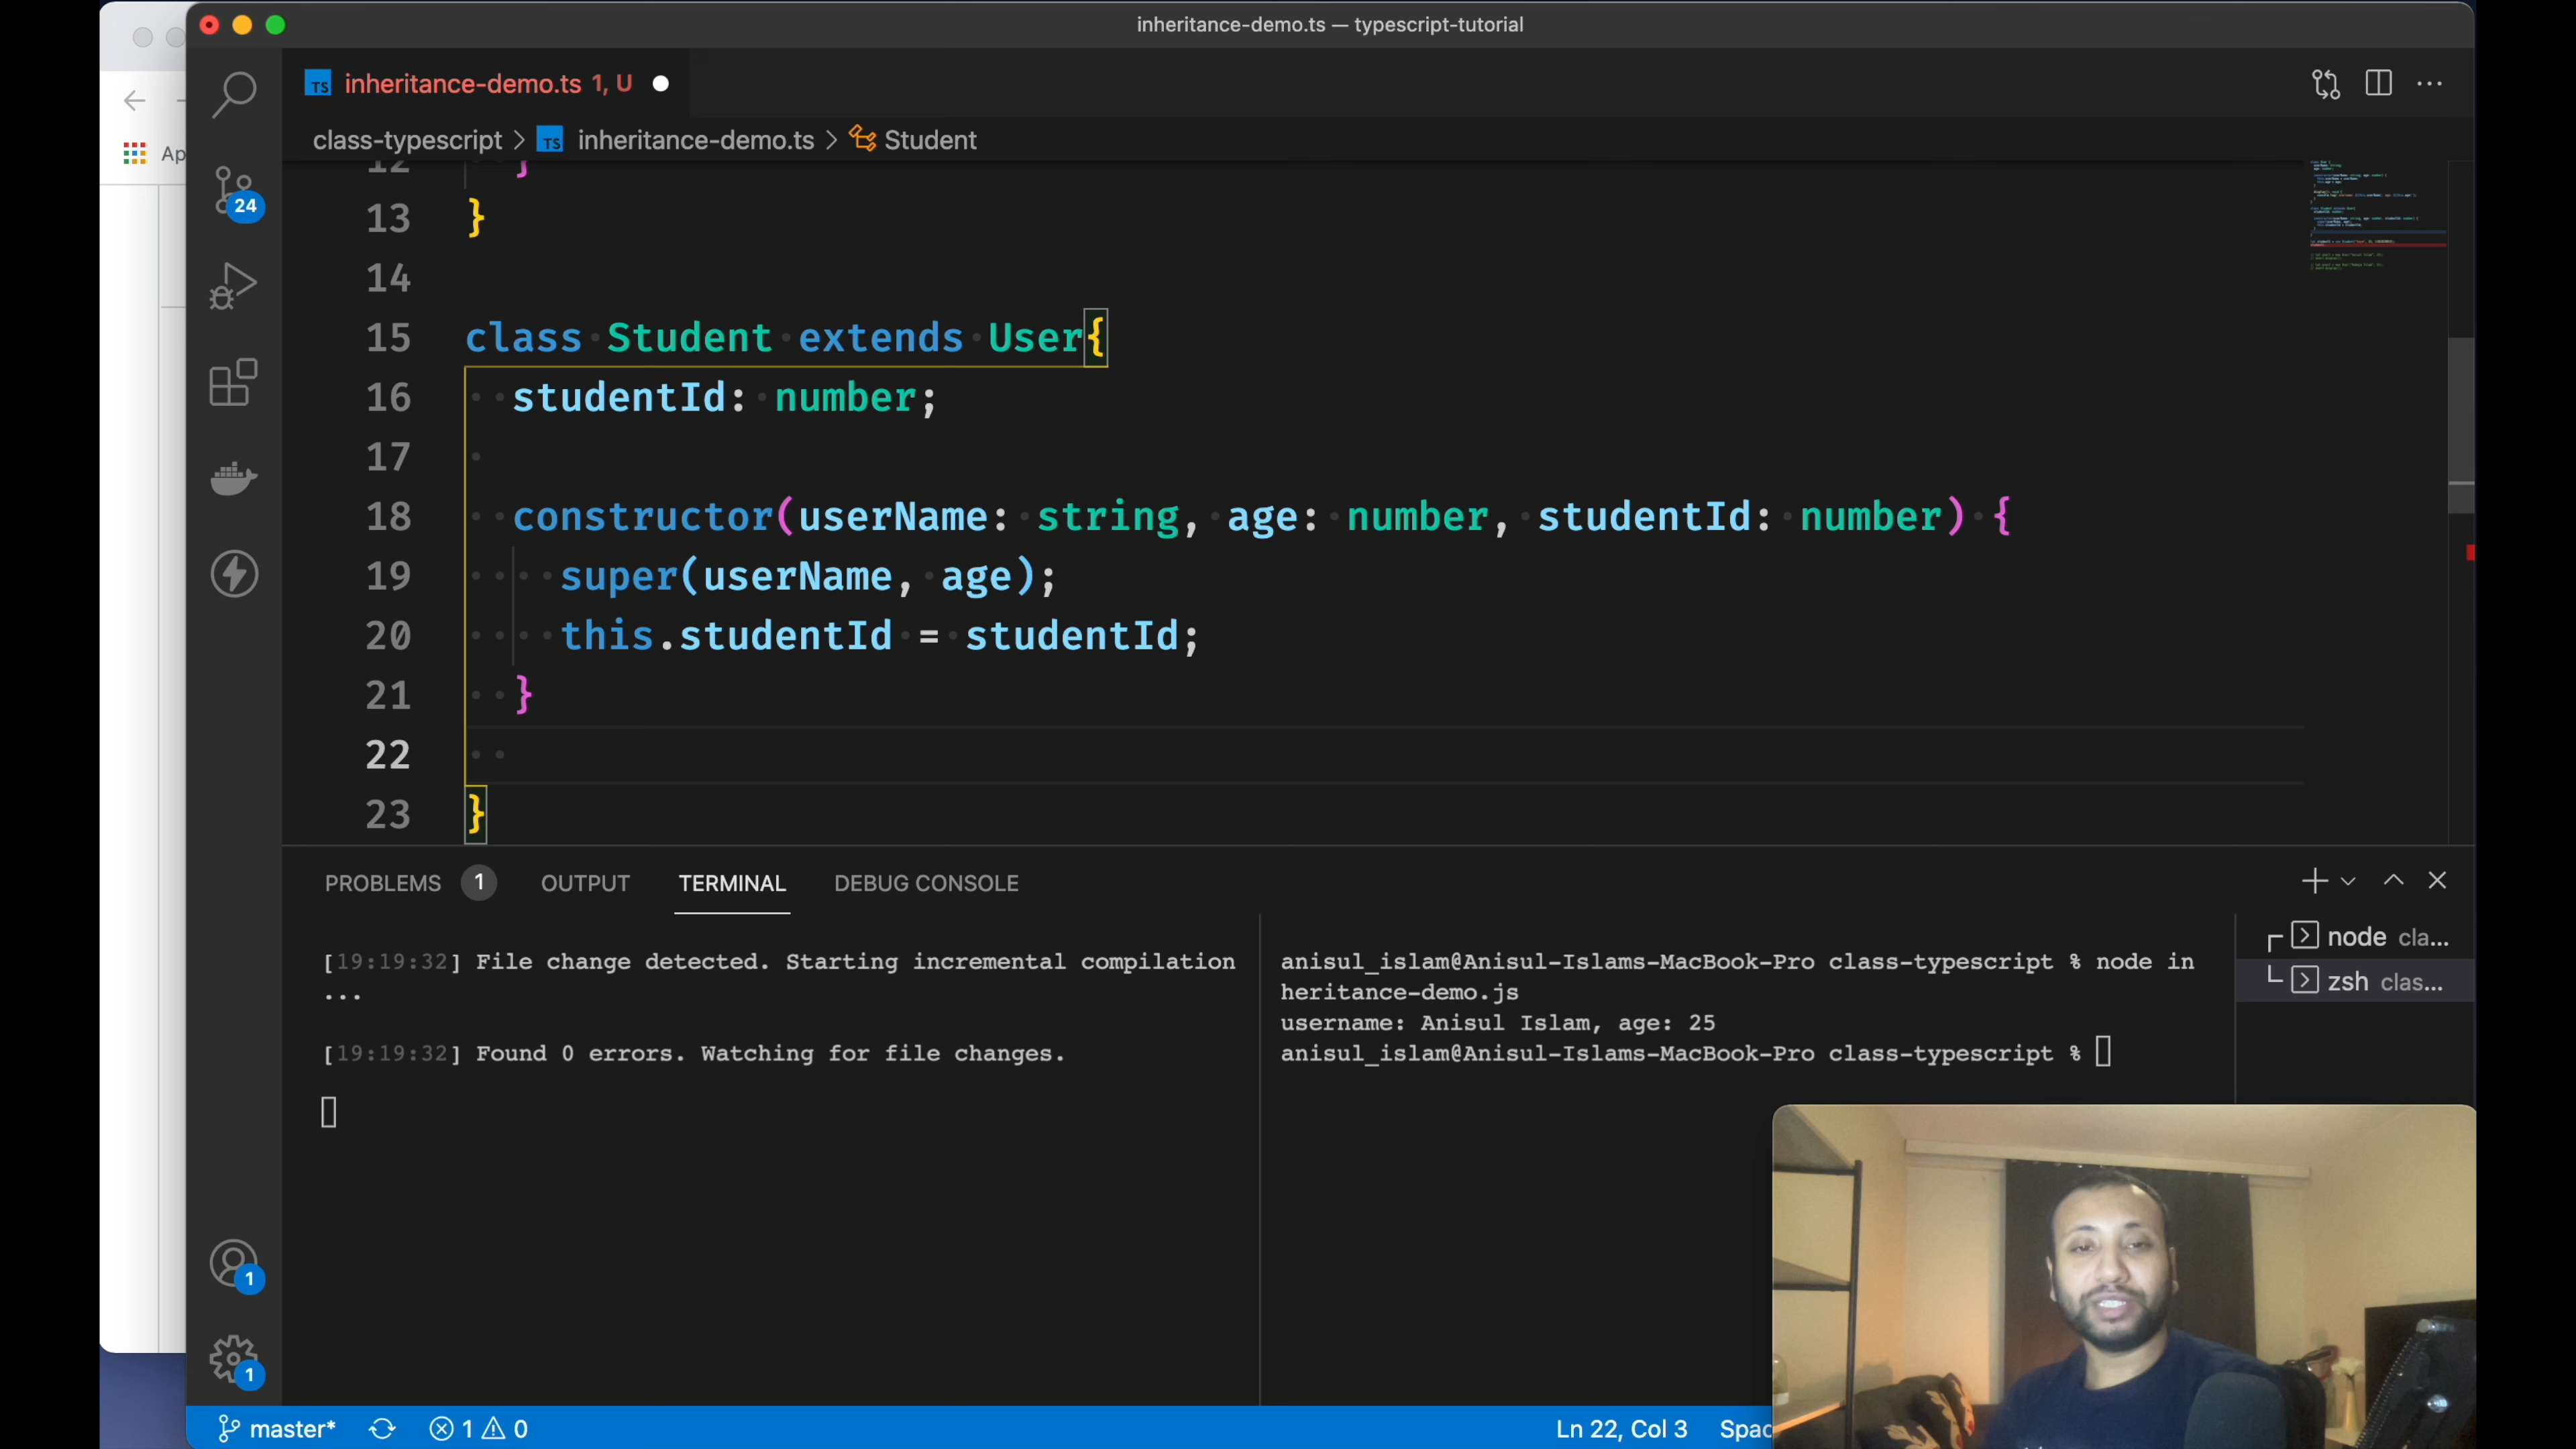 inheritance-demo.ts — typescript-tutorial
TS inheritance-demo.ts 1, U
Ap
class-typescript > TS inheritance-demo.ts > Student
12 }
13 }
14
15 class Student extends User{
16 studentId: number;
17
18 constructor(userName: string, age: number, studentId: number) {
19 super(userName, age);
20 this.studentId = studentId;
21 }
22
23 }
24
PROBLEMS 1 OUTPUT TERMINAL DEBUG CONSOLE
[19:19:32] File change detected. Starting incremental compilation
...
[19:19:32] Found 0 errors. Watching for file changes.
anisul_islam@Anisul-Islams-MacBook-Pro class-typescript % node in
heritance-demo.js
username: Anisul Islam, age: 25
anisul_islam@Anisul-Islams-MacBook-Pro class-typescript %
node cla...
zsh clas...
1
1
master* 1 0
Ln 22, Col 3 Spac